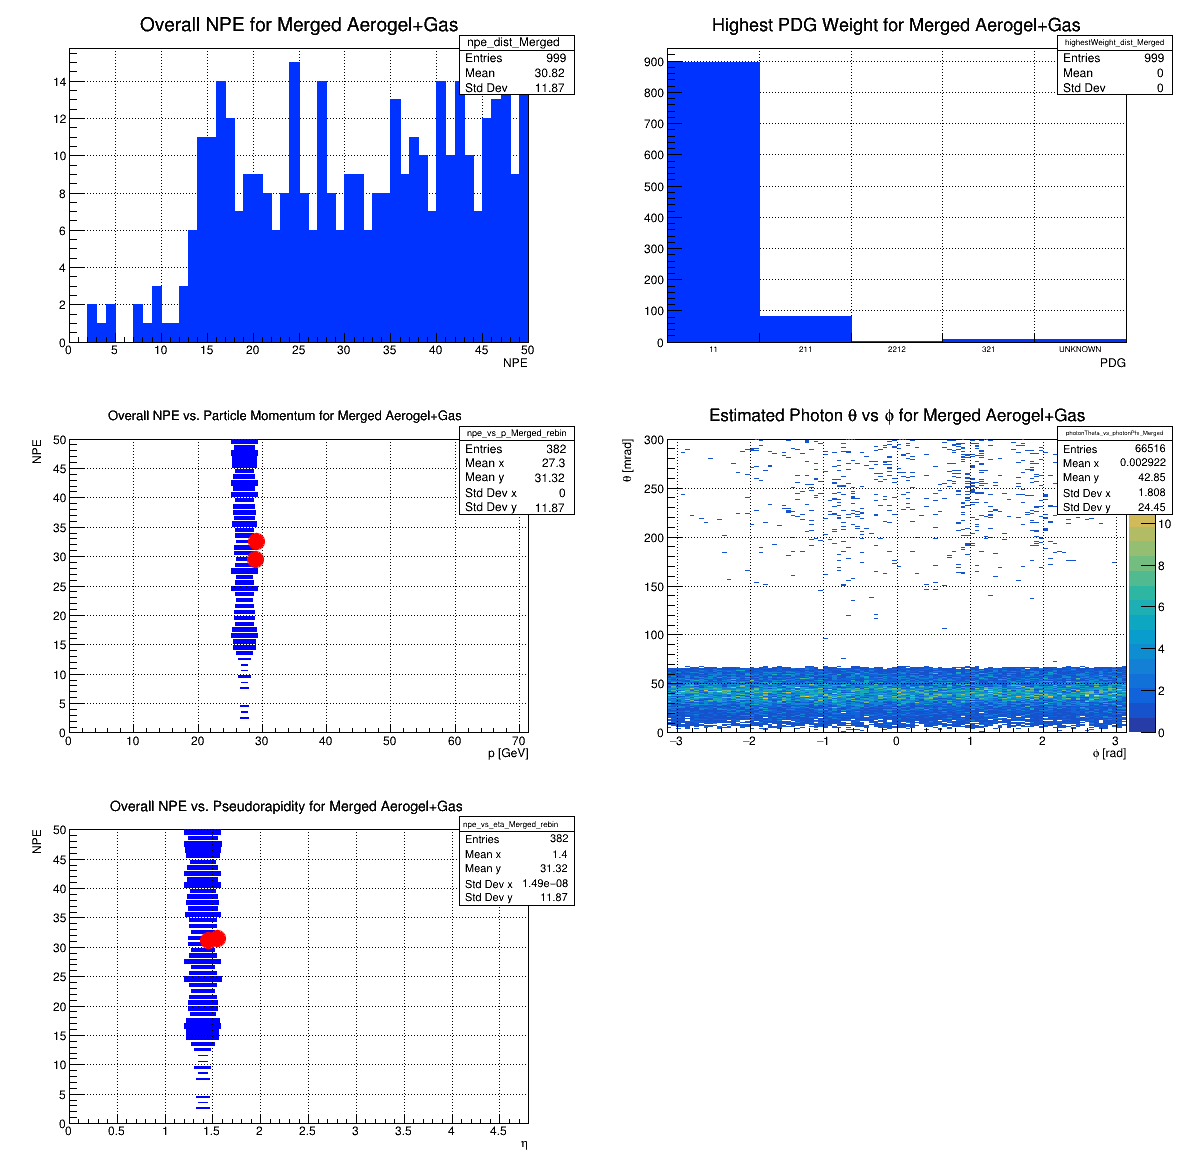 Overall NPE for Merged Aerogel+Gas
npe_dist_Merged
Entries 999
Mean 30.82
Std Dev 11.87
14
12
10
8
6
4
2
0
0 5 10 15 20 25 30 35 40 45 50
NPE
Highest PDG Weight for Merged Aerogel+Gas
highestWeight_dist_Merged
Entries 999
Mean 0
Std Dev 0
900
800
700
600
500
400
300
200
100
0
11 211 2212 321 UNKNOWN
PDG
Overall NPE vs. Particle Momentum for Merged Aerogel+Gas
npe_vs_p_Merged_rebin
Entries 382
Mean x 27.3
Mean y 31.32
Std Dev x 0
Std Dev y 11.87
NPE
50
45
40
35
30
25
20
15
10
5
0
0 10 20 30 40 50 60 70
p [GeV]
Estimated Photon θ vs ϕ for Merged Aerogel+Gas
photonTheta_vs_photonPhi_Merged
Entries 66516
Mean x 0.002922
Mean y 42.85
Std Dev x 1.808
Std Dev y 24.45
θ [mrad]
300
250
200
150
100
50
0
−3 −2 −1 0 1 2 3
ϕ [rad]
10
8
6
4
2
0
Overall NPE vs. Pseudorapidity for Merged Aerogel+Gas
npe_vs_eta_Merged_rebin
Entries 382
Mean x 1.4
Mean y 31.32
Std Dev x 1.49e−08
Std Dev y 11.87
NPE
50
45
40
35
30
25
20
15
10
5
0
0 0.5 1 1.5 2 2.5 3 3.5 4 4.5
η